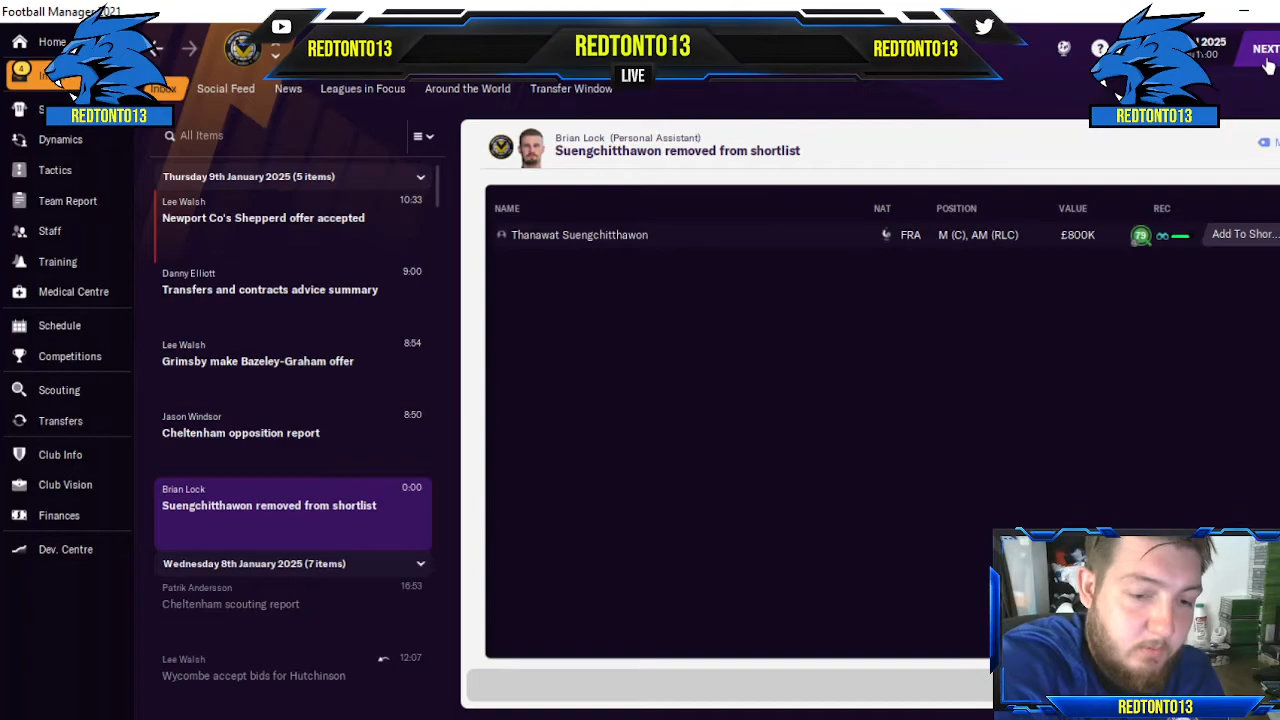 Football Manager 2021
REDTONTO13
REDTONTO13
REDTONTO13
LIVE
Home
2025
NEXT
4
Inbox
Social Feed
News
Leagues in Focus
Around the World
Transfer Window
REDTONTO13
REDTONTO13
Dynamics
Tactics
Team Report
Staff
Training
Medical Centre
Schedule
Competitions
Scouting
Transfers
Club Info
Club Vision
Finances
Dev. Centre
All Items
Thursday 9th January 2025 (5 items)
Lee Walsh 10:33
Newport Co's Shepperd offer accepted
Danny Elliott 9:00
Transfers and contracts advice summary
Lee Walsh 8:54
Grimsby make Bazeley-Graham offer
Jason Windsor 8:50
Cheltenham opposition report
Brian Lock 0:00
Suengchitthawon removed from shortlist
Wednesday 8th January 2025 (7 items)
Patrik Andersson 16:53
Cheltenham scouting report
Lee Walsh 12:07
Wycombe accept bids for Hutchinson
Brian Lock (Personal Assistant)
Suengchitthawon removed from shortlist
NAME NAT POSITION VALUE REC
Thanawat Suengchitthawon FRA M (C), AM (RLC) £800K 79 Add To Shor...
REDTONTO13